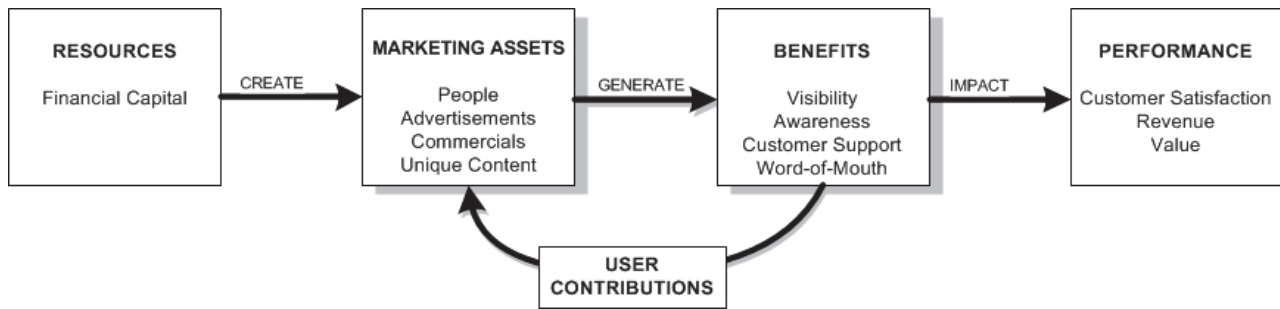 RESOURCES
Financial Capital
CREATE
MARKETING ASSETS
People
Advertisements
Commercials
Unique Content
GENERATE
BENEFITS
Visibility
Awareness
Customer Support
Word-of-Mouth
IMPACT
PERFORMANCE
Customer Satisfaction
Revenue
Value
USER
CONTRIBUTIONS